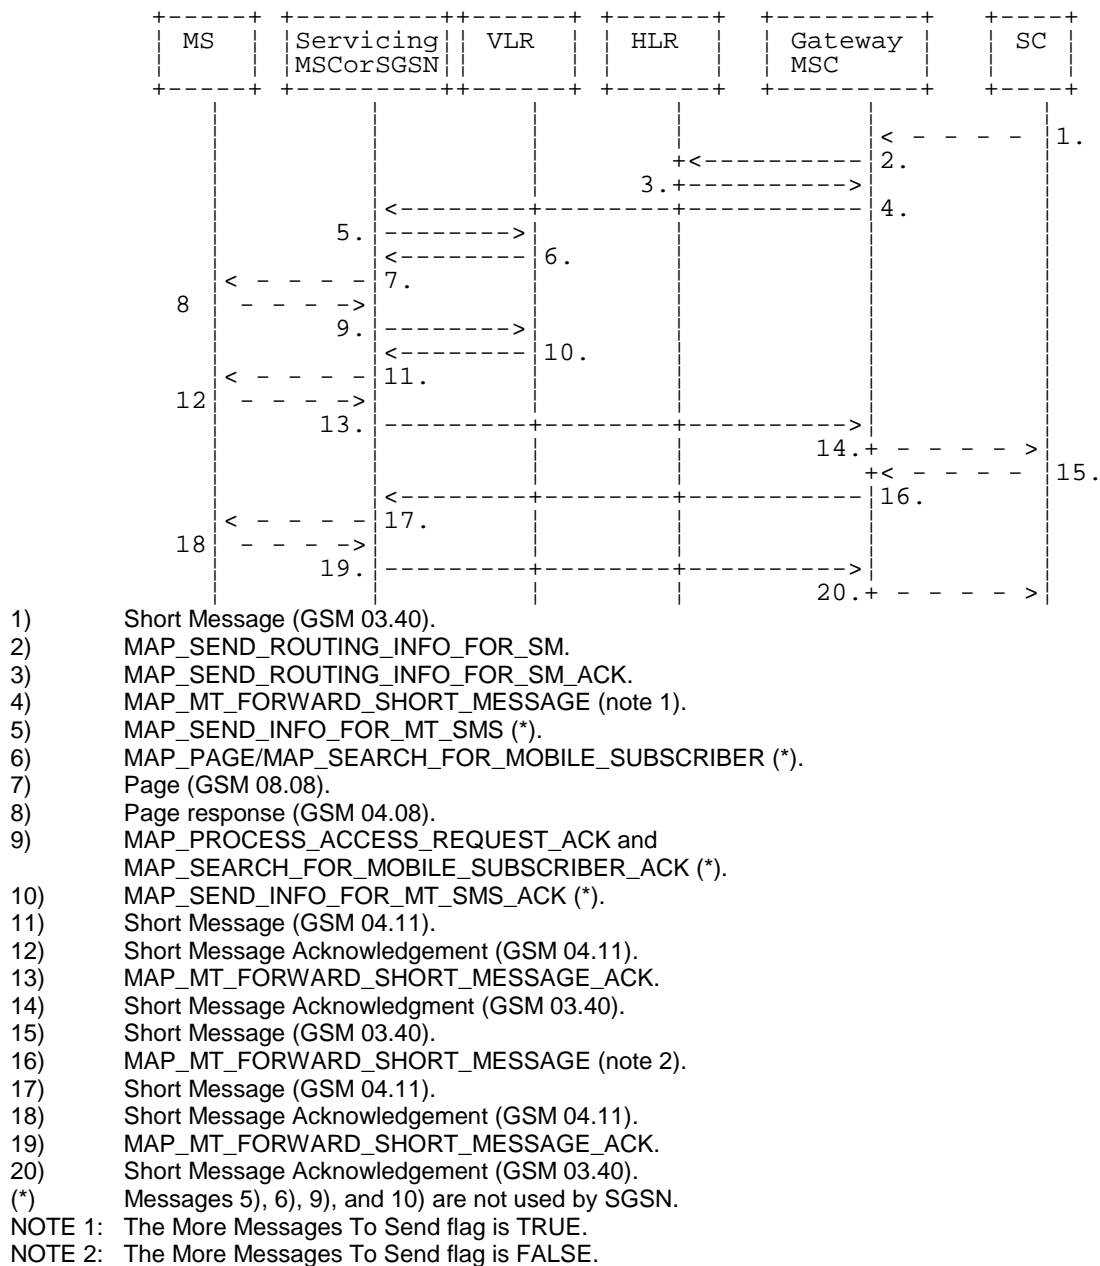 MS Servicing VLR HLR Gateway SC
MSCorSGSN MSC
1.
2.
3.
4.
5.
6.
7.
8
9.
10.
11.
12
13.
14.
15.
16.
17.
18
19.
20.
1) Short Message (GSM 03.40).
2) MAP_SEND_ROUTING_INFO_FOR_SM.
3) MAP_SEND_ROUTING_INFO_FOR_SM_ACK.
4) MAP_MT_FORWARD_SHORT_MESSAGE (note 1).
5) MAP_SEND_INFO_FOR_MT_SMS (*).
6) MAP_PAGE/MAP_SEARCH_FOR_MOBILE_SUBSCRIBER (*).
7) Page (GSM 08.08).
8) Page response (GSM 04.08).
9) MAP_PROCESS_ACCESS_REQUEST_ACK and
MAP_SEARCH_FOR_MOBILE_SUBSCRIBER_ACK (*).
10) MAP_SEND_INFO_FOR_MT_SMS_ACK (*).
11) Short Message (GSM 04.11).
12) Short Message Acknowledgement (GSM 04.11).
13) MAP_MT_FORWARD_SHORT_MESSAGE_ACK.
14) Short Message Acknowledgment (GSM 03.40).
15) Short Message (GSM 03.40).
16) MAP_MT_FORWARD_SHORT_MESSAGE (note 2).
17) Short Message (GSM 04.11).
18) Short Message Acknowledgement (GSM 04.11).
19) MAP_MT_FORWARD_SHORT_MESSAGE_ACK.
20) Short Message Acknowledgement (GSM 03.40).
(*) Messages 5), 6), 9), and 10) are not used by SGSN.
NOTE 1: The More Messages To Send flag is TRUE.
NOTE 2: The More Messages To Send flag is FALSE.